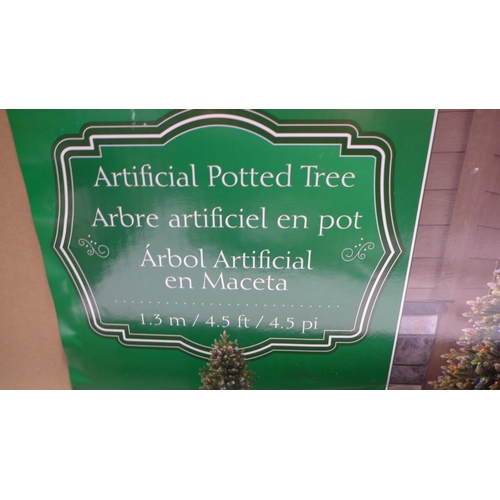 Artificial Potted Tree
Arbre artificiel en pot
Árbol Artificial
en Maceta
1.3 m / 4.5 ft / 4.5 pi